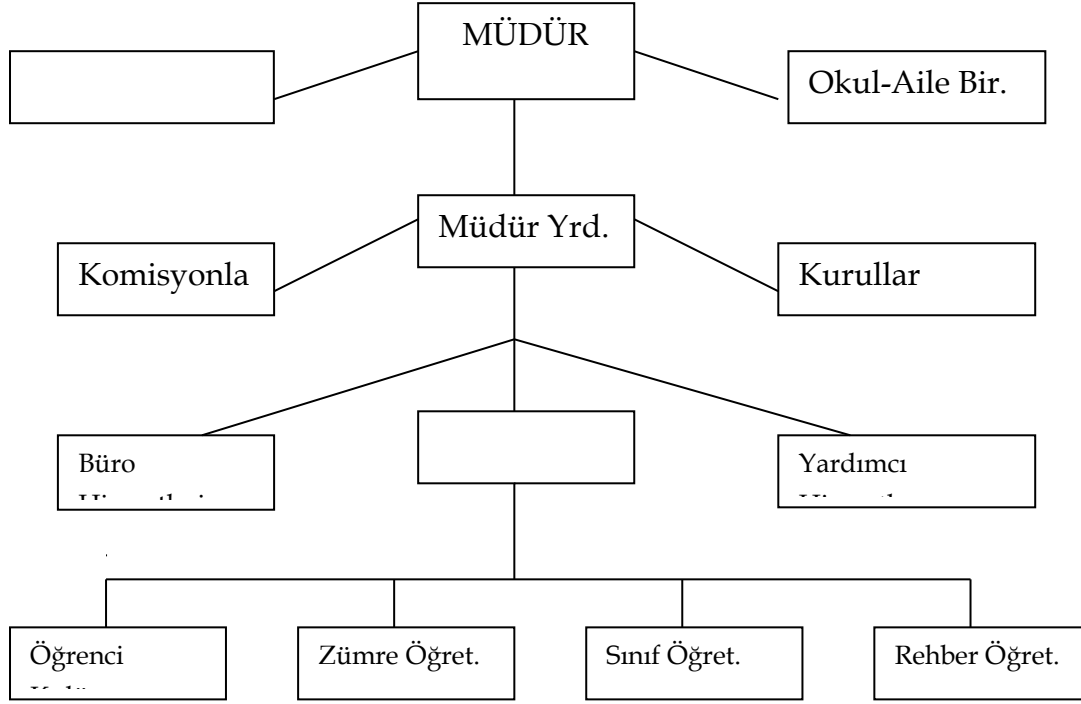 MÜDÜR
Okul-Aile Bir.
Müdür Yrd.
Komisyonla
Kurullar
Büro
Yardımcı
Öğrenci
Zümre Öğret.
Sınıf Öğret.
Rehber Öğret.